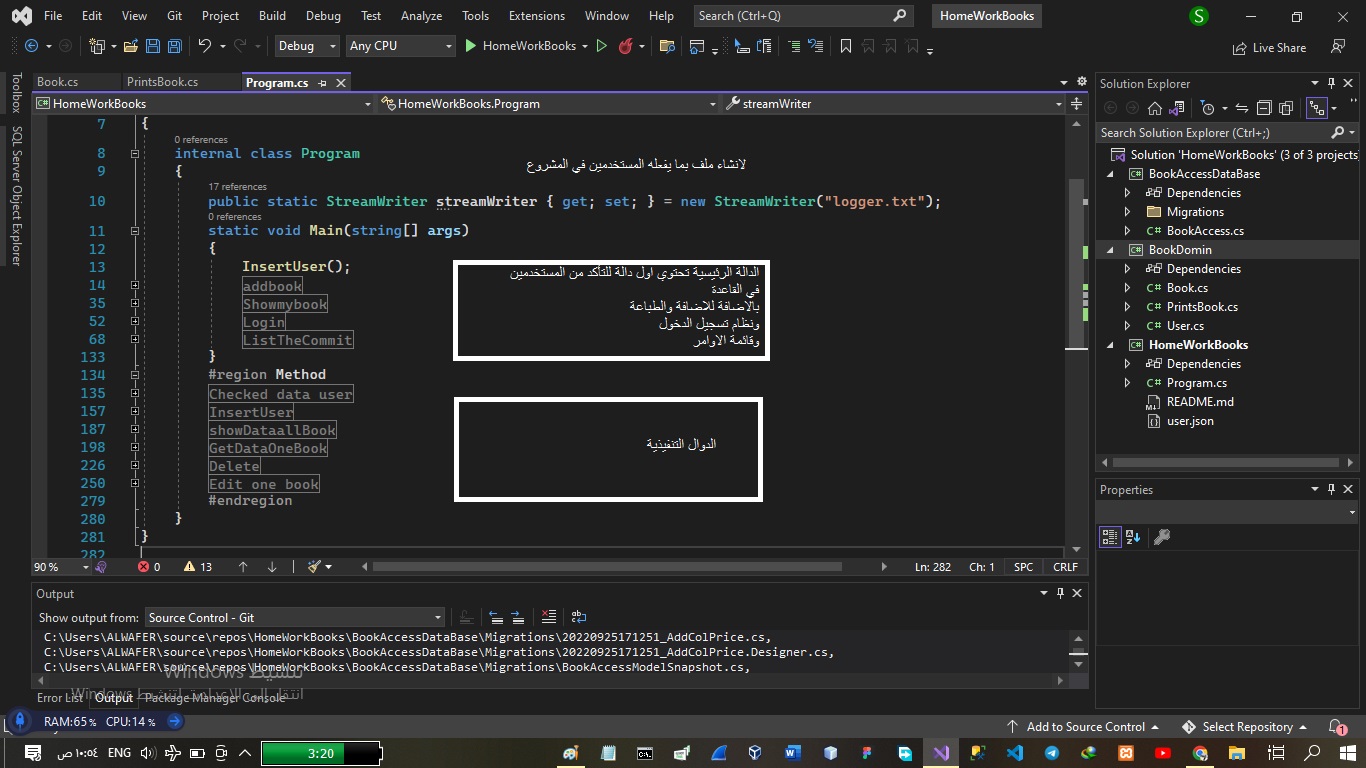 File Edit View Git Project Build Debug Test Analyze Tools Extensions Window Help Search (Ctrl+Q) HomeWorkBooks S
Debug Any CPU HomeWorkBooks Live Share
Toolbox
SQL Server Object Explorer
Book.cs PrintsBook.cs Program.cs
HomeWorkBooks HomeWorkBooks.Program streamWriter
7 {
0 references
8 internal class Program
لانشاء ملف بما يفعله المستخدمين في المشروع
9 {
17 references
10 public static StreamWriter streamWriter { get; set; } = new StreamWriter("logger.txt");
0 references
11 static void Main(string[] args)
12 {
13 InsertUser();
14 addbook
35 Showmybook
52 Login
68 ListTheCommit
133 }
الدالة الرئيسية تحتوي اول دالة للتأكد من المستخدمين
في القاعدة
بالاضافة للاضافة والطباعة
ونظام تسجيل الدخول
وقائمة الاوامر
134 #region Method
135 Checked data user
157 InsertUser
187 showDataallBook
198 GetDataOneBook
226 Delete
250 Edit one book
279 #endregion
الدوال التنفيذية
280 }
281 }
282
90 % 0 13 Ln: 282 Ch: 1 SPC CRLF
Output
Show output from: Source Control - Git
C:\Users\ALWAFER\source\repos\HomeWorkBooks\BookAccessDataBase\Migrations\20220925171251_AddColPrice.cs,
C:\Users\ALWAFER\source\repos\HomeWorkBooks\BookAccessDataBase\Migrations\20220925171251_AddColPrice.Designer.cs,
C:\Users\ALWAFER\source\repos\HomeWorkBooks\BookAccessDataBase\Migrations\BookAccessModelSnapshot.cs,
تنشيط Windows
Error List Output Package Manager Console
Solution Explorer
Search Solution Explorer (Ctrl+;)
Solution 'HomeWorkBooks' (3 of 3 projects
BookAccessDataBase
Dependencies
Migrations
BookAccess.cs
BookDomin
Dependencies
Book.cs
PrintsBook.cs
User.cs
HomeWorkBooks
Dependencies
Program.cs
README.md
user.json
Properties
RAM:65% CPU:14 %
Add to Source Control Select Repository 1
١٠:٥٤ ص ENG 3:20